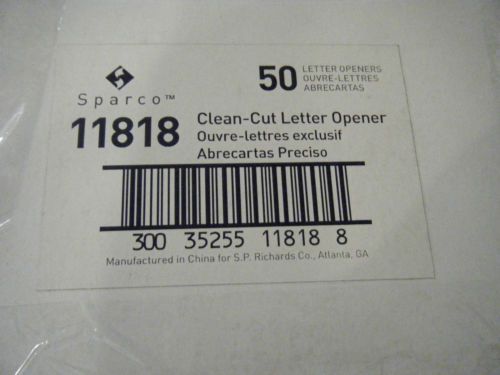 50 LETTER OPENERS
OUVRE-LETTRES
ABRECARTAS
Sparco™
11818 Clean-Cut Letter Opener
Ouvre-lettres exclusif
Abrecartas Preciso
300 35255 11818 8
Manufactured in China for S.P. Richards Co., Atlanta, GA